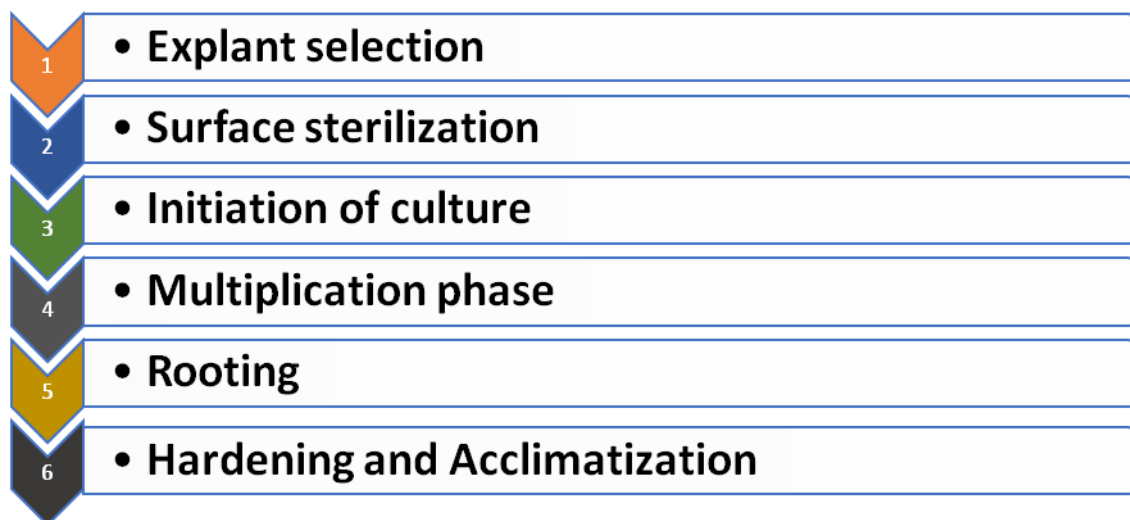 1 • Explant selection
2 • Surface sterilization
3 • Initiation of culture
4 • Multiplication phase
5 • Rooting
6 • Hardening and Acclimatization